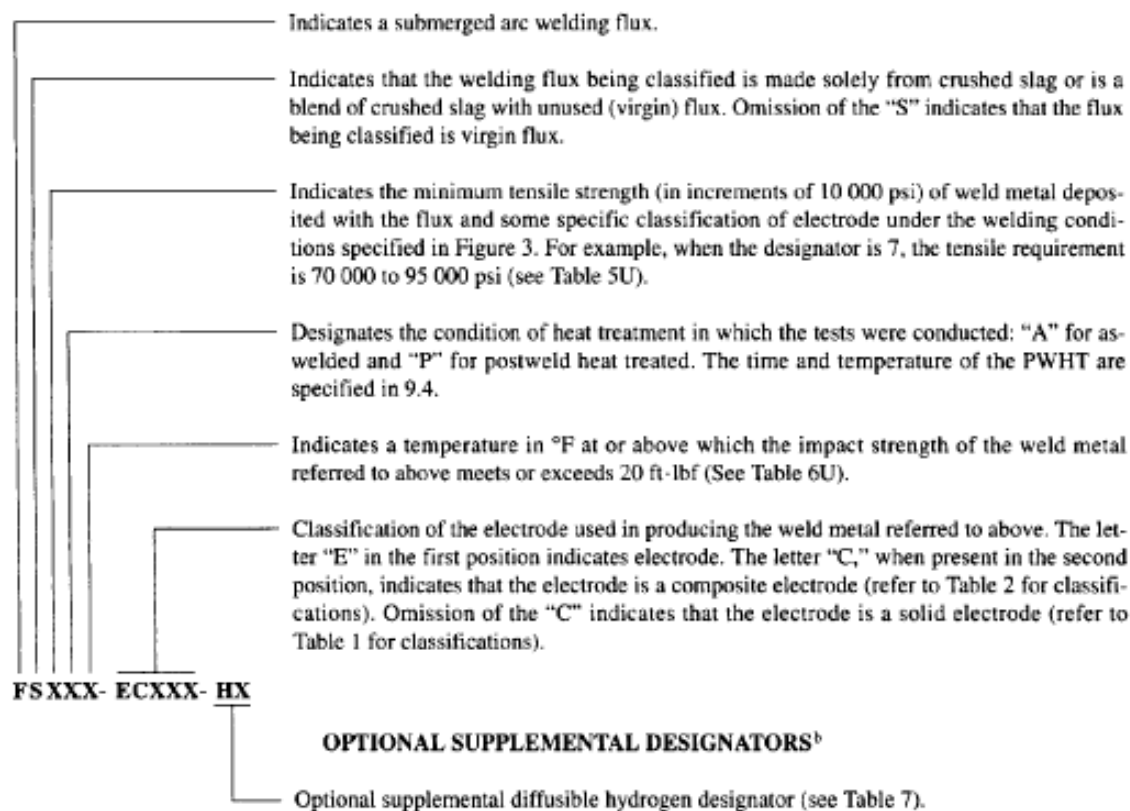 Indicates a submerged arc welding flux.
Indicates that the welding flux being classified is made solely from crushed slag or is a
blend of crushed slag with unused (virgin) flux. Omission of the “S” indicates that the flux
being classified is virgin flux.
Indicates the minimum tensile strength (in increments of 10 000 psi) of weld metal depos-
ited with the flux and some specific classification of electrode under the welding condi-
tions specified in Figure 3. For example, when the designator is 7, the tensile requirement
is 70 000 to 95 000 psi (see Table 5U).
Designates the condition of heat treatment in which the tests were conducted: “A” for as-
welded and “P” for postweld heat treated. The time and temperature of the PWHT are
specified in 9.4.
Indicates a temperature in °F at or above which the impact strength of the weld metal
referred to above meets or exceeds 20 ft·lbf (See Table 6U).
Classification of the electrode used in producing the weld metal referred to above. The let-
ter “E” in the first position indicates electrode. The letter “C,” when present in the second
position, indicates that the electrode is a composite electrode (refer to Table 2 for classifi-
cations). Omission of the “C” indicates that the electrode is a solid electrode (refer to
Table 1 for classifications).
FSXXX- ECXXX- HX
OPTIONAL SUPPLEMENTAL DESIGNATORSᵇ
Optional supplemental diffusible hydrogen designator (see Table 7).